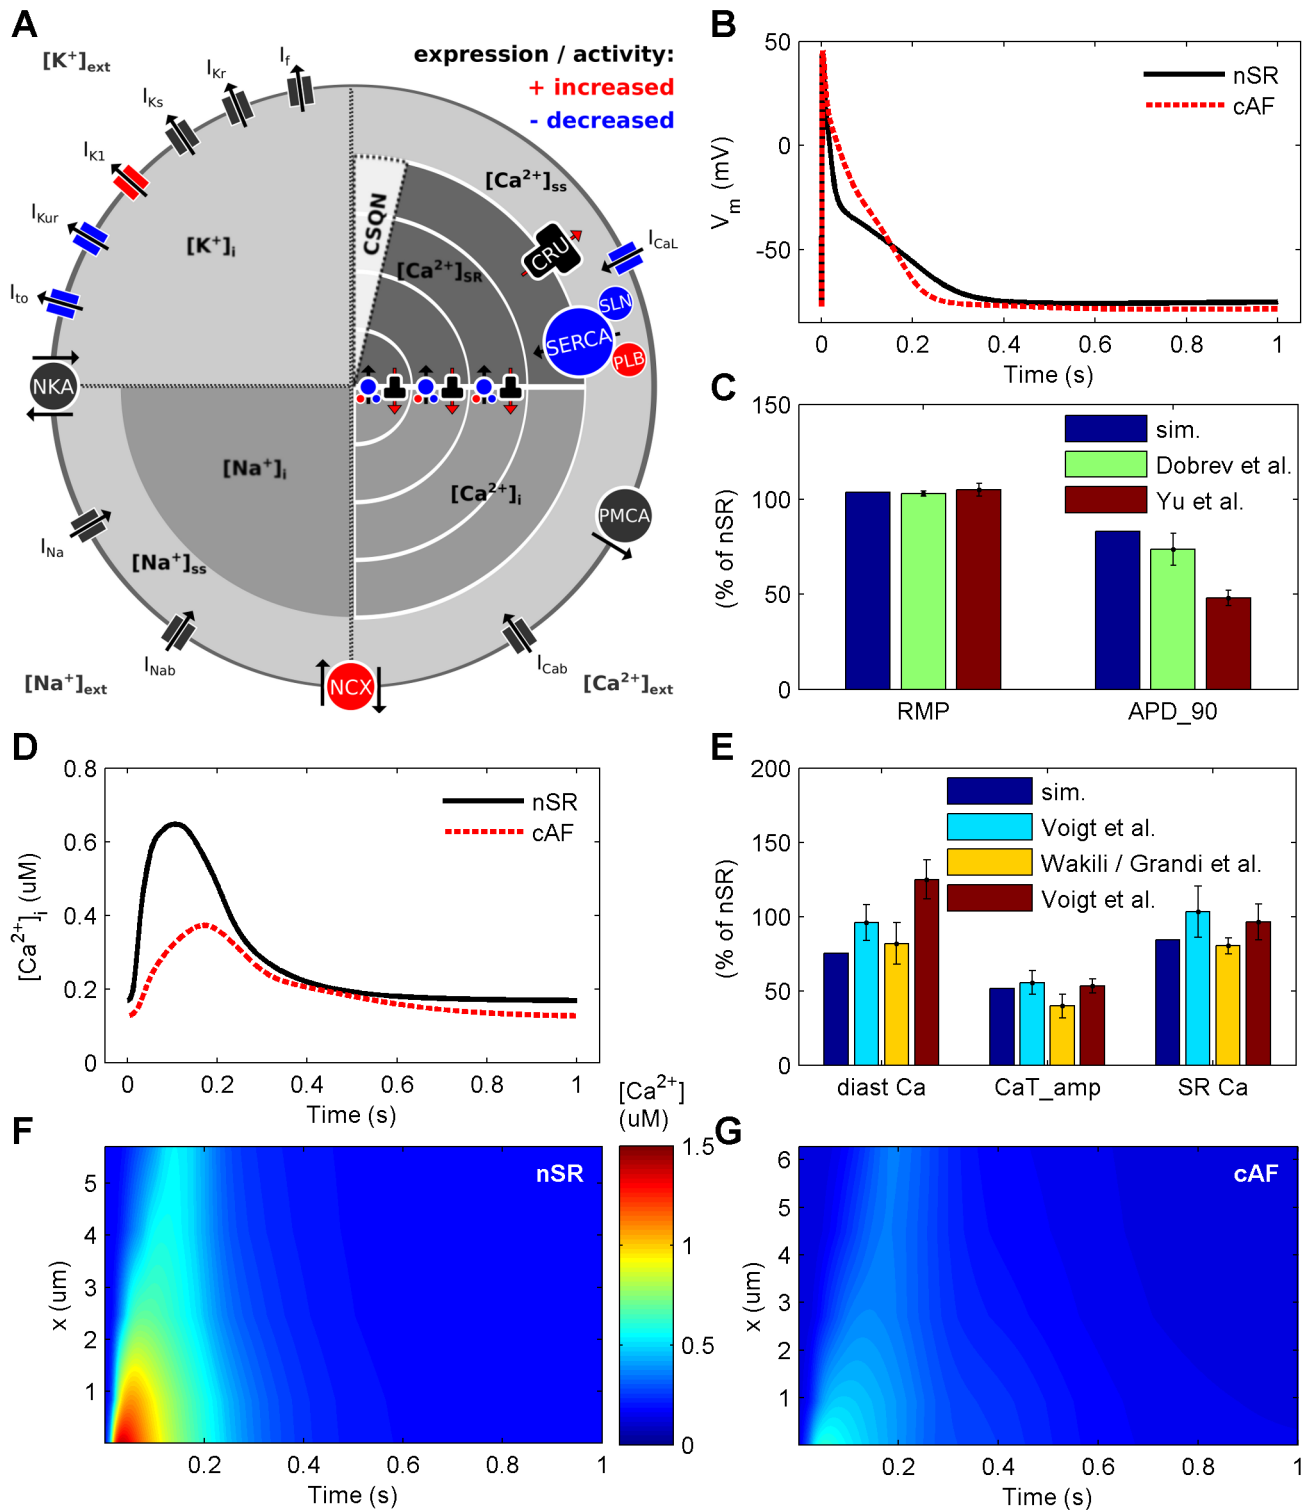 A
[K⁺]ext
expression / activity:
+ increased
- decreased
If
IKr
IKs
IK1
IKur
Ito
[K⁺]i
CSQN
[Ca²⁺]ss
[Ca²⁺]SR
CRU
ICaL
SLN
SERCA
PLB
NKA
[Na⁺]i
[Ca²⁺]i
PMCA
INa
[Na⁺]ss
INab
ICab
[Na⁺]ext
NCX
[Ca²⁺]ext
B
50
0
-50
Vm (mV)
nSR
cAF
0 0.2 0.4 0.6 0.8 1
Time (s)
C
150
100
50
0
(% of nSR)
sim.
Dobrev et al.
Yu et al.
RMP APD_90
D
0.8
0.6
0.4
0.2
0
[Ca²⁺]i (uM)
nSR
cAF
0 0.2 0.4 0.6 0.8 1
Time (s)
E
200
150
100
50
0
(% of nSR)
sim.
Voigt et al.
Wakili / Grandi et al.
Voigt et al.
diast Ca CaT_amp SR Ca
F
5
4
3
2
1
x (um)
nSR
0.2 0.4 0.6 0.8 1
Time (s)
[Ca²⁺]
(uM)
1.5
1
0.5
0
G
6
5
4
3
2
1
x (um)
cAF
0 0.2 0.4 0.6 0.8 1
Time (s)